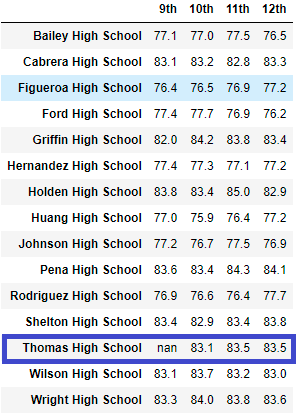 9th 10th 11th 12th
Bailey High School 77.1 77.0 77.5 76.5
Cabrera High School 83.1 83.2 82.8 83.3
Figueroa High School 76.4 76.5 76.9 77.2
Ford High School 77.4 77.7 76.9 76.2
Griffin High School 82.0 84.2 83.8 83.4
Hernandez High School 77.4 77.3 77.1 77.2
Holden High School 83.8 83.4 85.0 82.9
Huang High School 77.0 75.9 76.4 77.2
Johnson High School 77.2 76.7 77.5 76.9
Pena High School 83.6 83.4 84.3 84.1
Rodriguez High School 76.9 76.6 76.4 77.7
Shelton High School 83.4 82.9 83.4 83.8
Thomas High School nan 83.1 83.5 83.5
Wilson High School 83.1 83.7 83.2 83.0
Wright High School 83.3 84.0 83.8 83.6